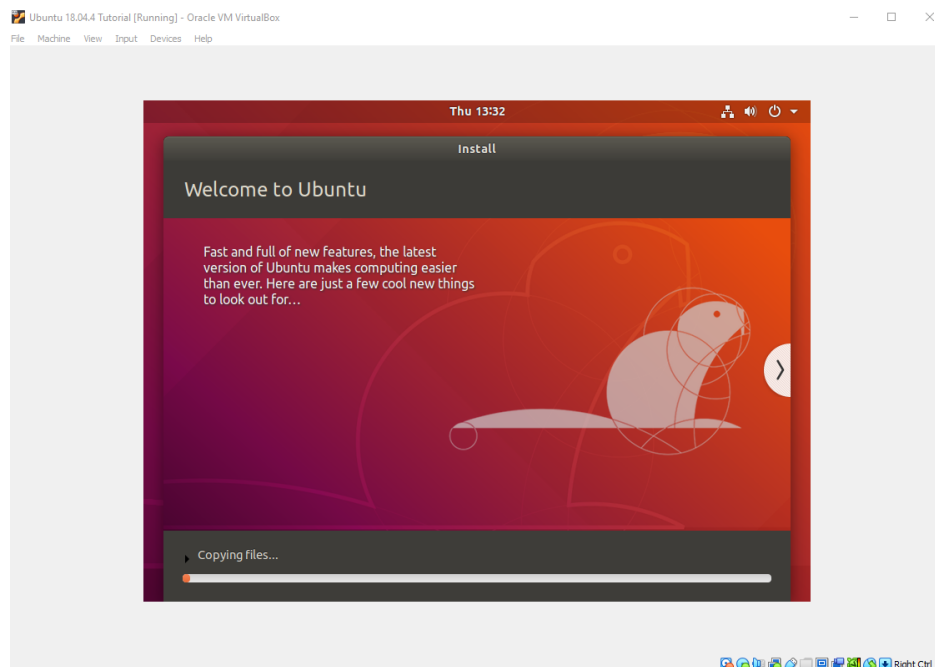 Ubuntu 18.04.4 Tutorial [Running] - Oracle VM VirtualBox
File Machine View Input Devices Help
Thu 13:32
Install
Welcome to Ubuntu
Fast and full of new features, the latest
version of Ubuntu makes computing easier
than ever. Here are just a few cool new things
to look out for...
Copying files...
Right Ctrl